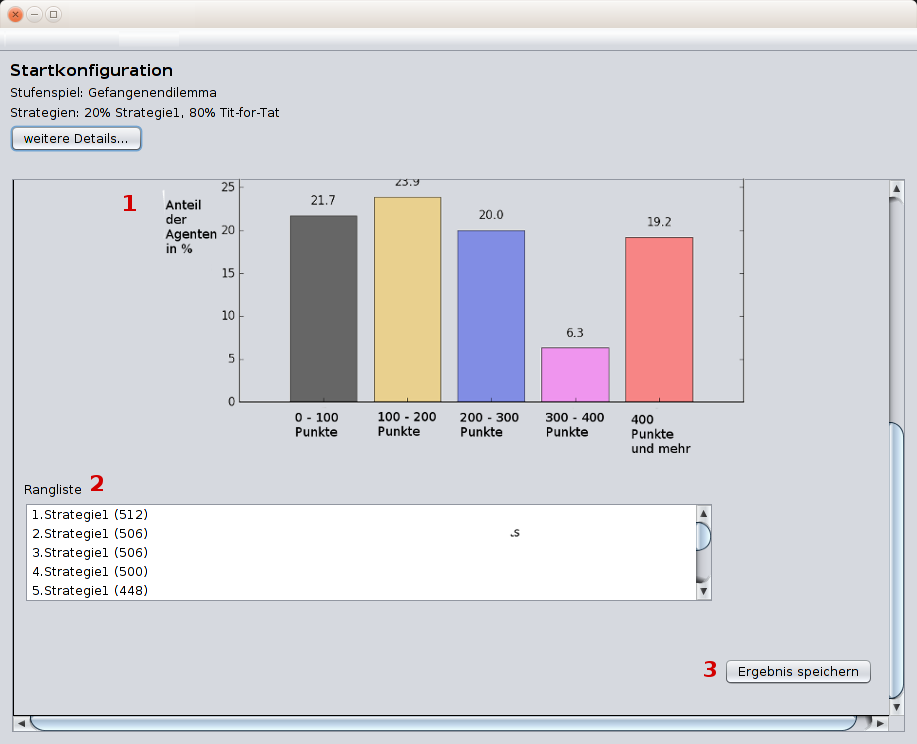 Startkonfiguration
Stufenspiel: Gefangenendilemma
Strategien: 20% Strategie1, 80% Tit-for-Tat
weitere Details...
1
Anteil
der
Agenten
in %
25
20
15
10
5
0
21.7
23.9
20.0
6.3
19.2
0 - 100
Punkte
100 - 200
Punkte
200 - 300
Punkte
300 - 400
Punkte
400
Punkte
und mehr
Rangliste 2
1.Strategie1 (512)
2.Strategie1 (506)
.s
3.Strategie1 (506)
4.Strategie1 (500)
5.Strategie1 (448)
3 Ergebnis speichern